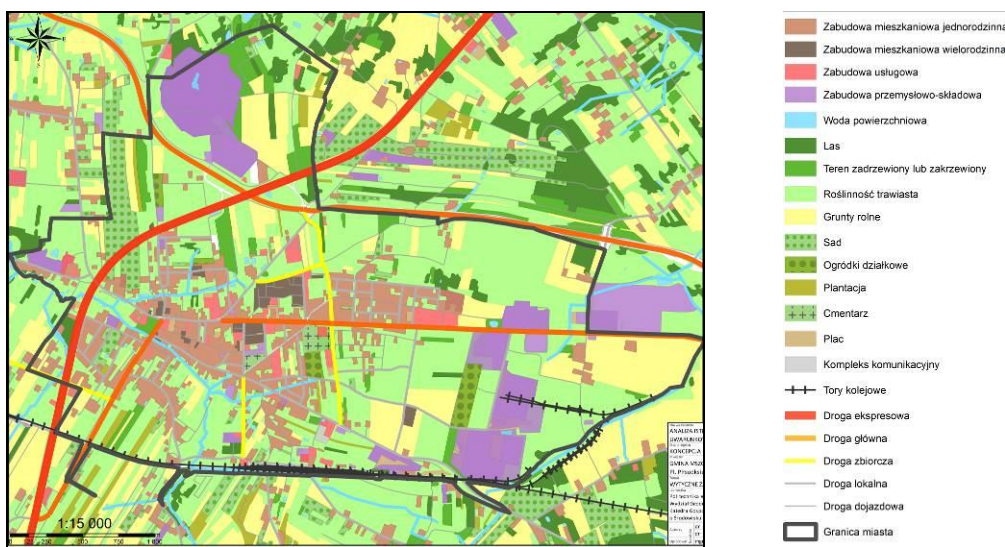 1:15 000
ANALIZA
KONCEPCJA
Zabudowa mieszkaniowa jednorodzinna
Zabudowa mieszkaniowa wielorodzinna
Zabudowa usługowa
Zabudowa przemysłowo-składowa
Woda powierzchniowa
Las
Teren zadrzewiony lub zakrzewiony
Roślinność trawiasta
Grunty rolne
Sad
Ogródki działkowe
Plantacja
Cmentarz
Plac
Kompleks komunikacyjny
Tory kolejowe
Droga ekspresowa
Droga główna
Droga zbiorcza
Droga lokalna
Droga dojazdowa
Granica miasta